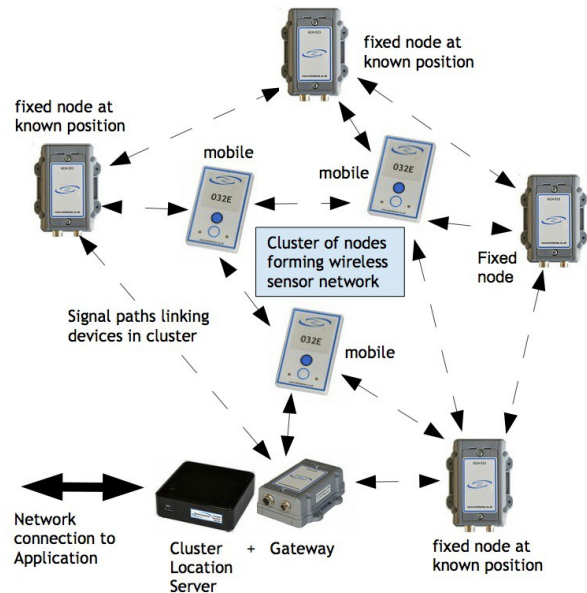 fixed node at
known position
fixed node at
known position
mobile
mobile
032E
032E
Cluster of nodes
forming wireless
sensor network
Fixed
node
Signal paths linking
devices in cluster
032E
mobile
Network
connection to
Application
Cluster + Gateway
Location
Server
fixed node at
known position